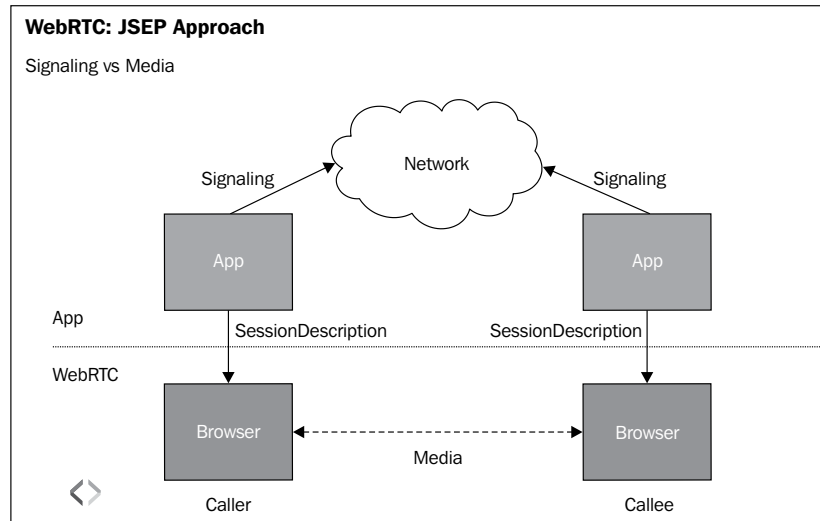 WebRTC: JSEP Approach
Signaling vs Media
Network
Signaling
Signaling
App
App
App
SessionDescription
SessionDescription
WebRTC
Browser
Browser
Media
Caller
Callee